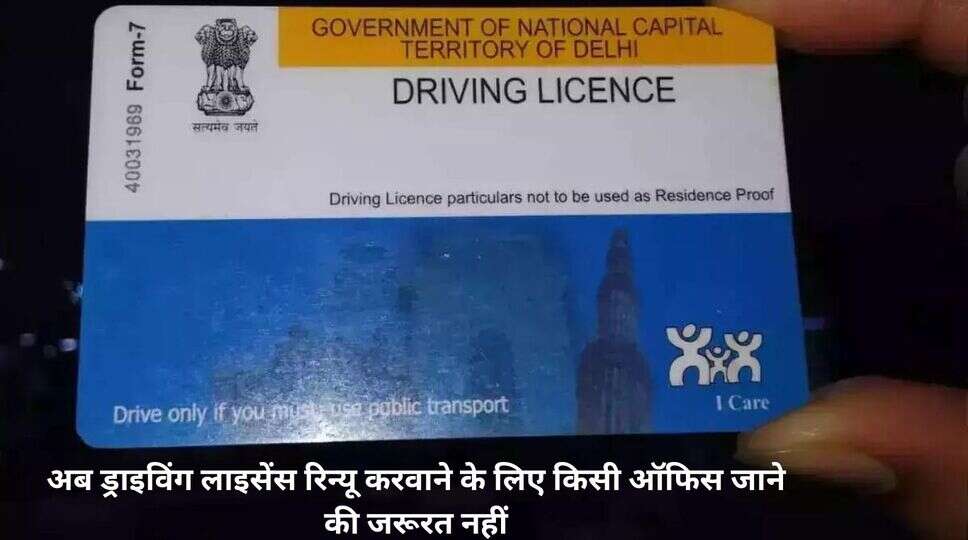 GOVERNMENT OF NATIONAL CAPITAL
TERRITORY OF DELHI
Form-7
40031969
सत्यमेव जयते
DRIVING LICENCE
Driving Licence particulars not to be used as Residence Proof
I Care
Drive only if you must use public transport
अब ड्राइविंग लाइसेंस रिन्यू करवाने के लिए किसी ऑफिस जाने
की जरूरत नहीं